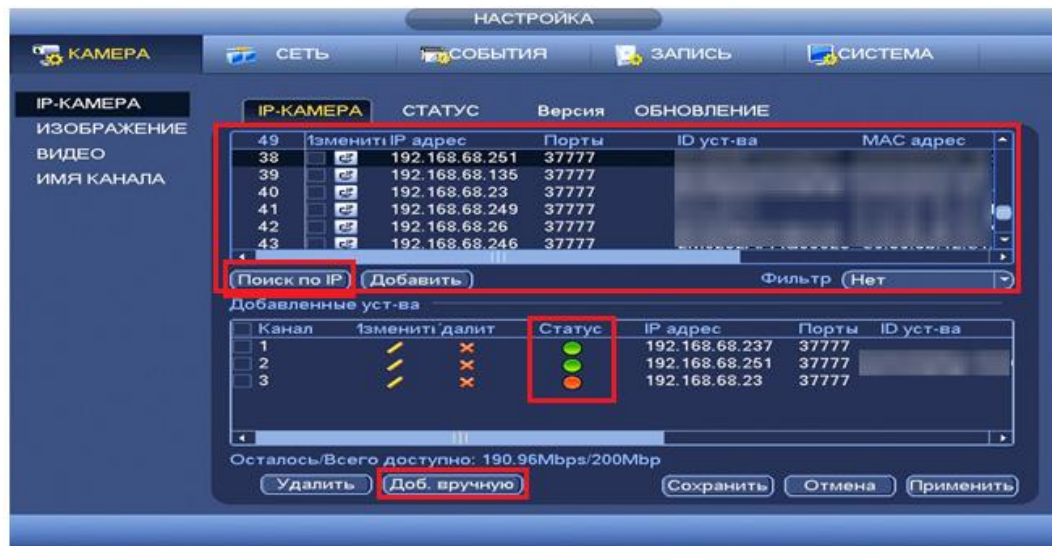 НАСТРОЙКА
КАМЕРА СЕТЬ СОБЫТИЯ ЗАПИСЬ СИСТЕМА
IP-КАМЕРА
ИЗОБРАЖЕНИЕ
ВИДЕО
ИМЯ КАНАЛА
IP-КАМЕРА СТАТУС Версия ОБНОВЛЕНИЕ
49 Изменить IP адрес Порты ID уст-ва MAC адрес
38 192.168.68.251 37777
39 192.168.68.135 37777
40 192.168.68.23 37777
41 192.168.68.249 37777
42 192.168.68.26 37777
43 192.168.68.246 37777
Поиск по IP Добавить Фильтр Нет
Добавленные уст-ва
Канал Изменить далит Статус IP адрес Порты ID уст-ва
1 192.168.68.237 37777
2 192.168.68.251 37777
3 192.168.68.23 37777
Осталось/Всего доступно: 190.96Mbps/200Mbp
Удалить Доб. вручную Сохранить Отмена Применить